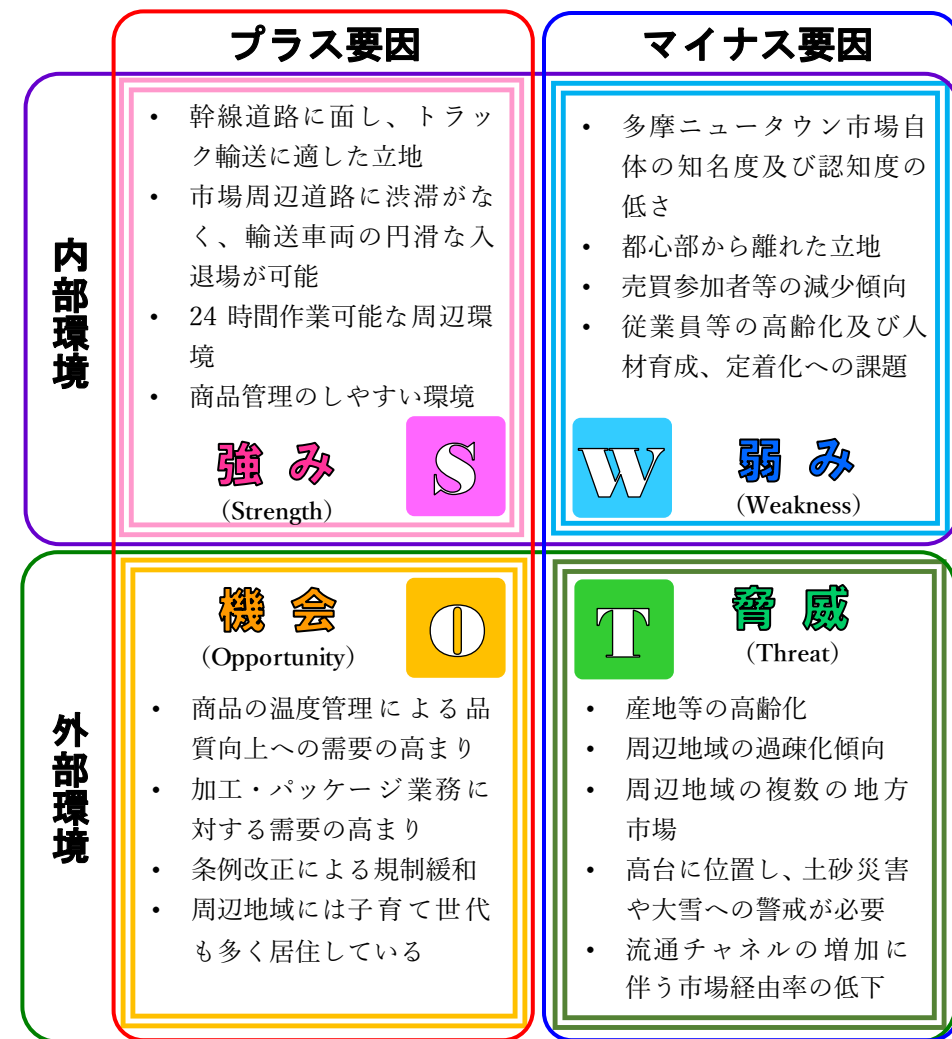 プラス要因
マイナス要因
内部環境
• 幹線道路に面し、トラッ
ク輸送に適した立地
• 市場周辺道路に渋滞がな
く、輸送車両の円滑な入
退場が可能
• 24 時間作業可能な周辺環
境
• 商品管理のしやすい環境
強み
S
（Strength）
• 多摩ニュータウン市場自
体の知名度及び認知度の
低さ
• 都心部から離れた立地
• 売買参加者等の減少傾向
• 従業員等の高齢化及び人
材育成、定着化への課題
W
弱み
（Weakness）
外部環境
機会
O
（Opportunity）
• 商品の温度管理による品
質向上への需要の高まり
• 加工・パッケージ業務に
対する需要の高まり
• 条例改正による規制緩和
• 周辺地域には子育て世代
も多く居住している
T
脅威
（Threat）
• 産地等の高齢化
• 周辺地域の過疎化傾向
• 周辺地域の複数の地方
市場
• 高台に位置し、土砂災害
や大雪への警戒が必要
• 流通チャネルの増加に
伴う市場経由率の低下